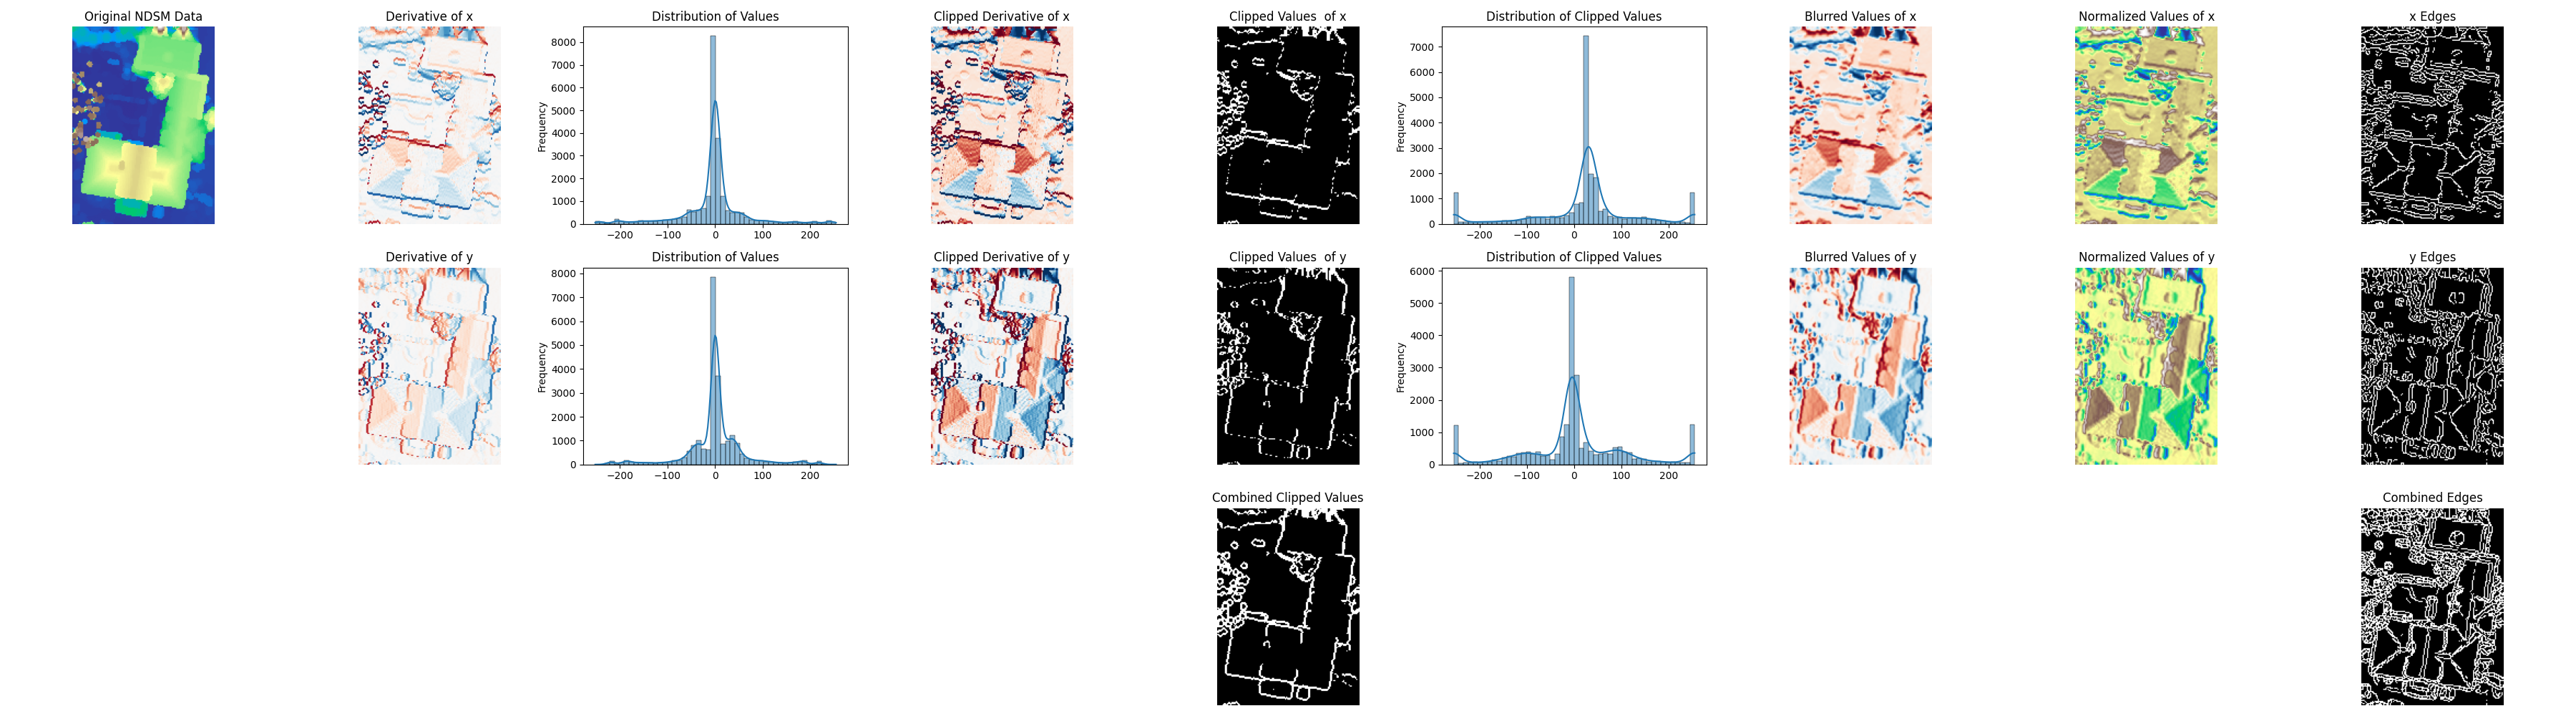 Original NDSM Data
Derivative of x
Distribution of Values
Clipped Derivative of x
Clipped Values  of x
Distribution of Clipped Values
Blurred Values of x
Normalized Values of x
x Edges
Frequency
8000
7000
6000
5000
4000
3000
2000
1000
0
−200 −100 0 100 200
Frequency
7000
6000
5000
4000
3000
2000
1000
0
−200 −100 0 100 200
Derivative of y
Distribution of Values
Clipped Derivative of y
Clipped Values  of y
Distribution of Clipped Values
Blurred Values of y
Normalized Values of y
y Edges
Frequency
8000
7000
6000
5000
4000
3000
2000
1000
0
−200 −100 0 100 200
Frequency
6000
5000
4000
3000
2000
1000
0
−200 −100 0 100 200
Combined Clipped Values
Combined Edges